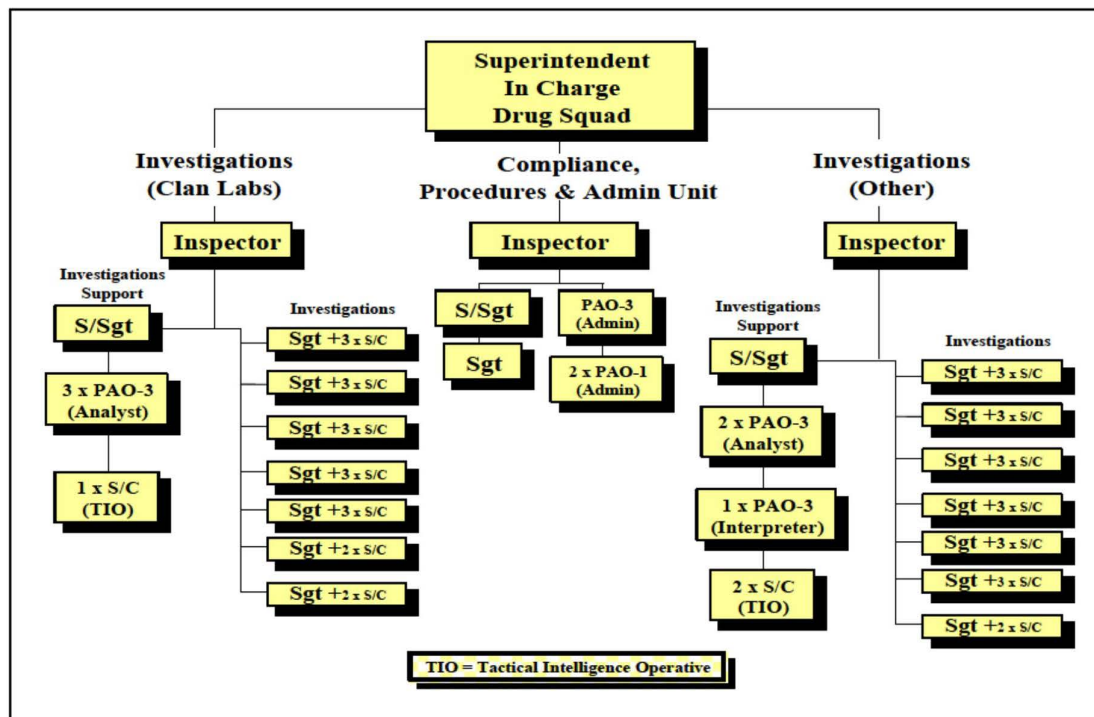 Superintendent
In Charge
Drug Squad
Investigations
(Clan Labs)
Inspector
Investigations
Support
S/Sgt
3 x PAO-3
(Analyst)
1 x S/C
(TIO)
Investigations
Sgt +3 x S/C
Sgt +3 x S/C
Sgt +3 x S/C
Sgt +3 x S/C
Sgt +3 x S/C
Sgt +2 x S/C
Sgt +2 x S/C
Compliance,
Procedures & Admin Unit
Inspector
S/Sgt
Sgt
PAO-3
(Admin)
2 x PAO-1
(Admin)
Investigations
(Other)
Inspector
Investigations
Support
S/Sgt
2 x PAO-3
(Analyst)
1 x PAO-3
(Interpreter)
2 x S/C
(TIO)
Investigations
Sgt +3 x S/C
Sgt +3 x S/C
Sgt +3 x S/C
Sgt +3 x S/C
Sgt +3 x S/C
Sgt +3 x S/C
Sgt +2 x S/C
TIO = Tactical Intelligence Operative